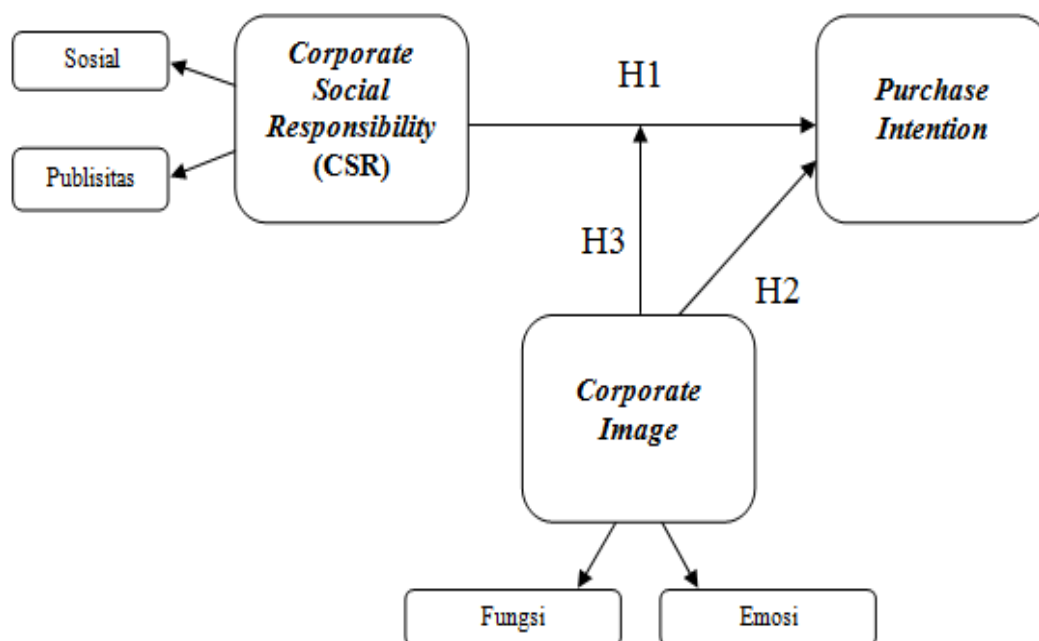 Sosial
Publisitas
Corporate
Social
Responsibility
(CSR)
H1
Purchase
Intention
H3
H2
Corporate
Image
Fungsi
Emosi